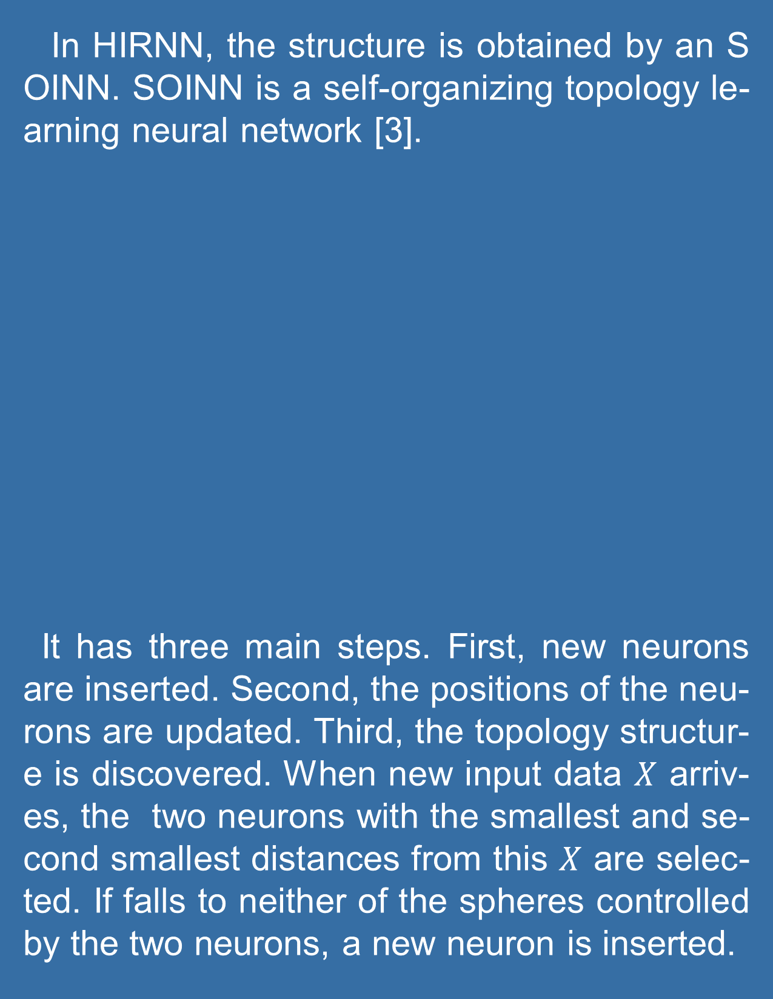 In HIRNN, the structure is obtained by an S
OINN. SOINN is a self-organizing topology le-
arning neural network [3].
It has three main steps. First, new neurons
are inserted. Second, the positions of the neu-
rons are updated. Third, the topology structur-
e is discovered. When new input data X arriv-
es, the two neurons with the smallest and se-
cond smallest distances from this X are selec-
ted. If falls to neither of the spheres controlled
by the two neurons, a new neuron is inserted.